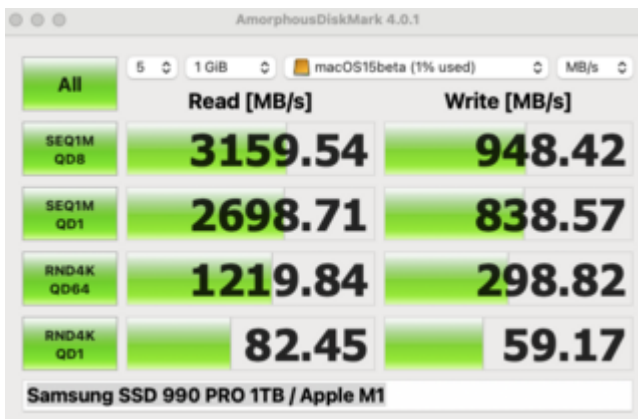 AmorphousDiskMark 4.0.1
All
5 1 GiB macOS15beta (1% used) MB/s
Read [MB/s] Write [MB/s]
SEQ1M QD8 3159.54 948.42
SEQ1M QD1 2698.71 838.57
RND4K QD64 1219.84 298.82
RND4K QD1 82.45 59.17
Samsung SSD 990 PRO 1TB / Apple M1